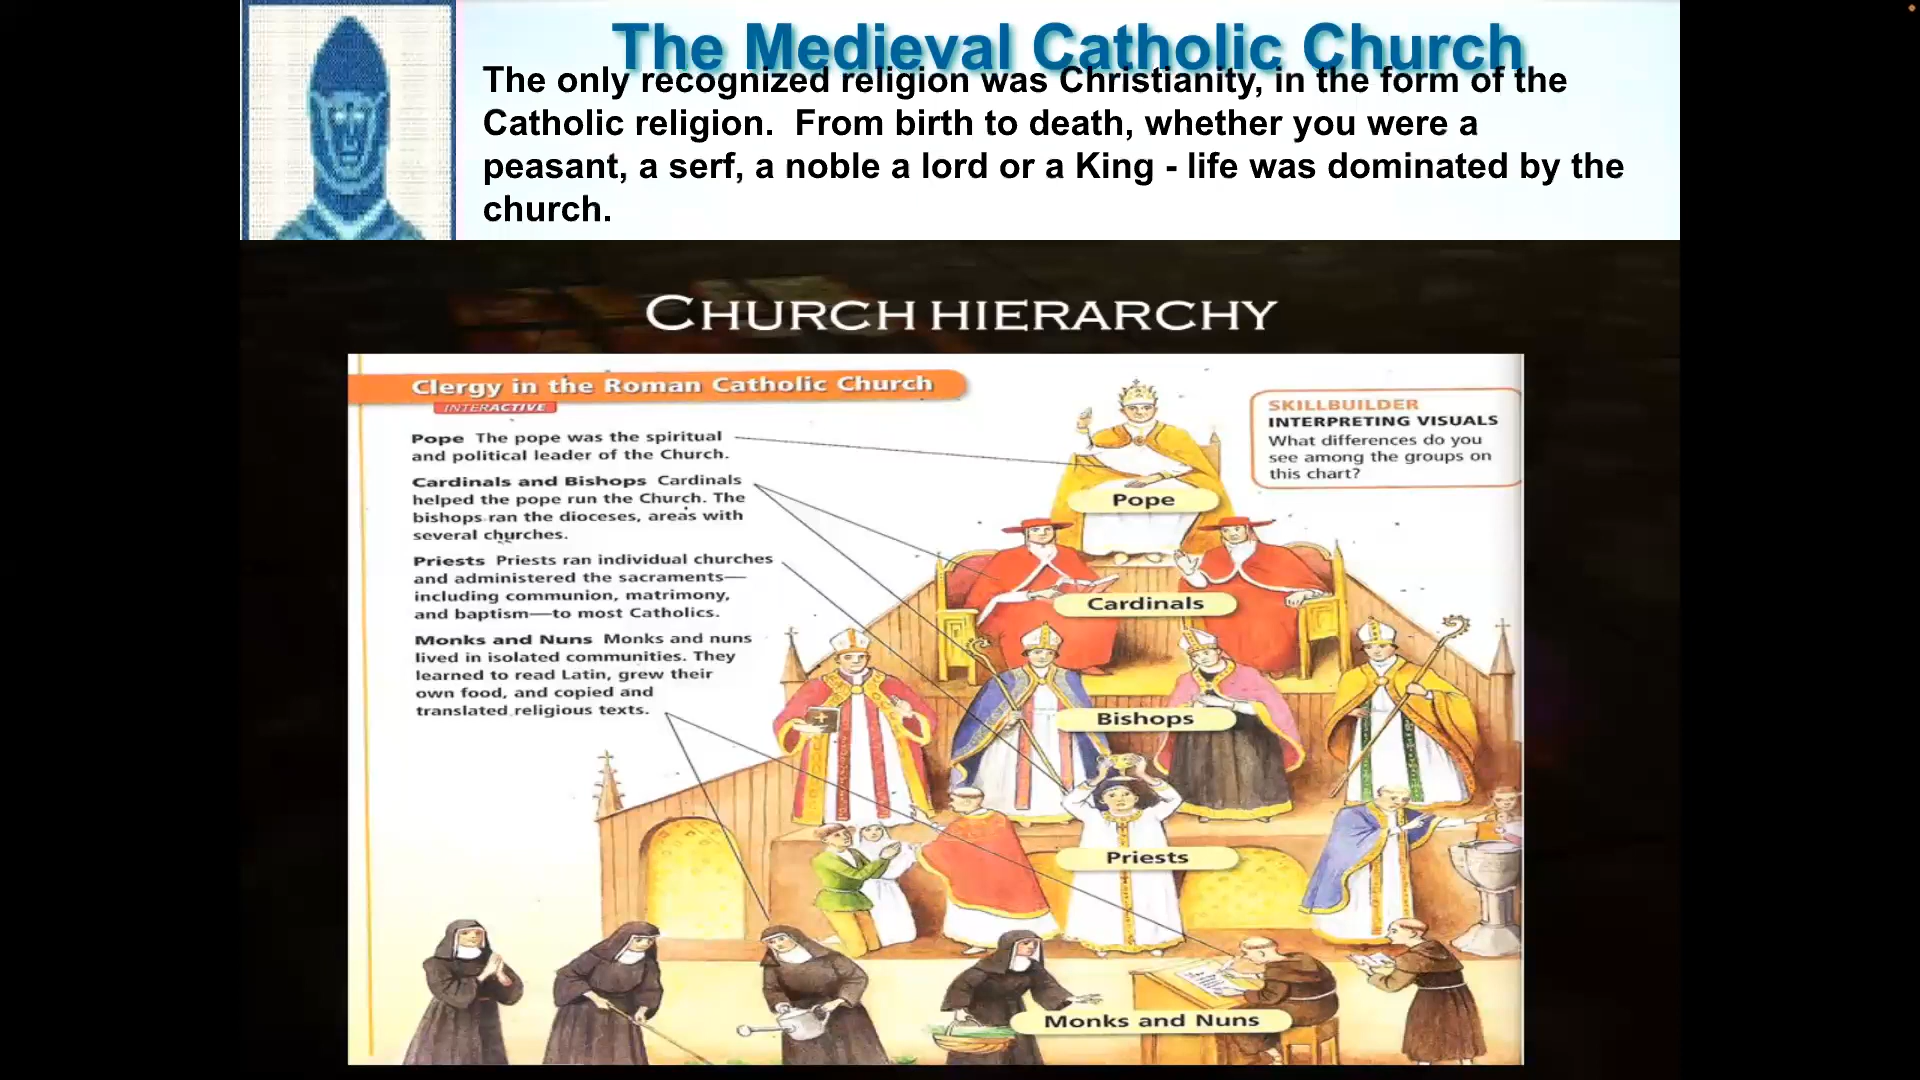 The Medieval Catholic Church
The only recognized religion was Christianity, in the form of the
Catholic religion.  From birth to death, whether you were a
peasant, a serf, a noble a lord or a King - life was dominated by the
church.
CHURCH HIERARCHY
Clergy in the Roman Catholic Church
INTERACTIVE
Pope The pope was the spiritual
and political leader of the Church.
Cardinals and Bishops Cardinals
helped the pope run the Church. The
bishops ran the dioceses, areas with
several churches.
Priests Priests ran individual churches
and administered the sacraments—
including communion, matrimony,
and baptism—to most Catholics.
Monks and Nuns Monks and nuns
lived in isolated communities. They
learned to read Latin, grew their
own food, and copied and
translated religious texts.
SKILLBUILDER
INTERPRETING VISUALS
What differences do you
see among the groups on
this chart?
Pope
Cardinals
Bishops
Priests
Monks and Nuns